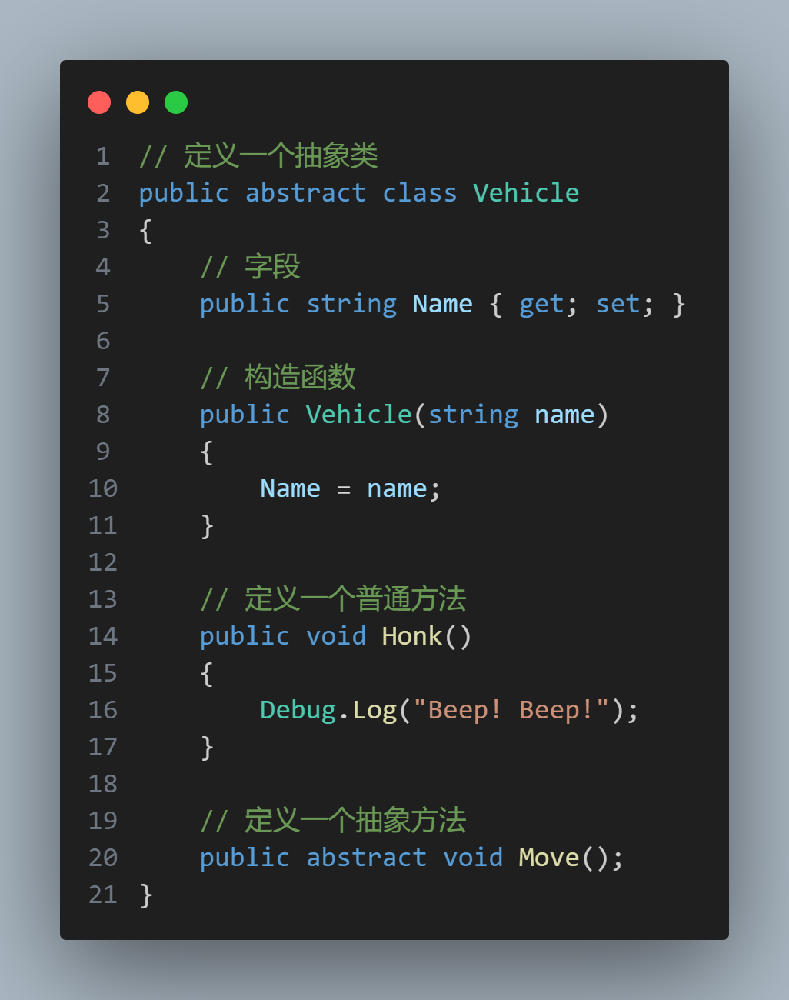 1 // 定义一个抽象类
2 public abstract class Vehicle
3 {
4     // 字段
5     public string Name { get; set; }
6
7     // 构造函数
8     public Vehicle(string name)
9     {
10         Name = name;
11     }
12
13     // 定义一个普通方法
14     public void Honk()
15     {
16         Debug.Log("Beep! Beep!");
17     }
18
19     // 定义一个抽象方法
20     public abstract void Move();
21 }